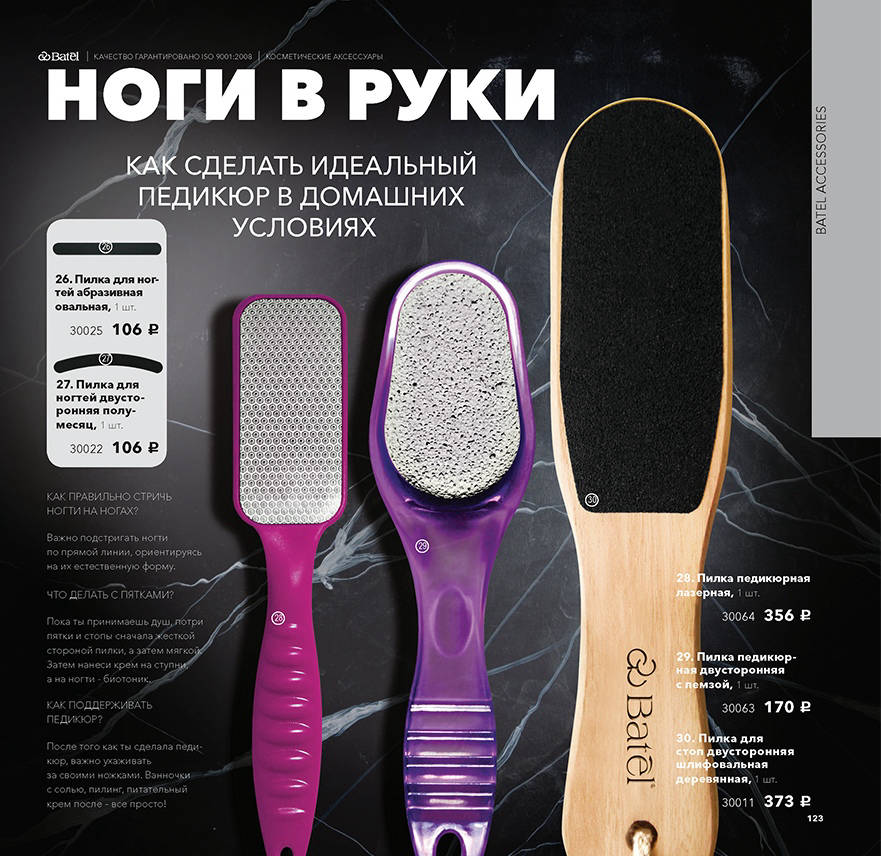 Batel | КАЧЕСТВО ГАРАНТИРОВАНО ISO 9001:2008 | КОСМЕТИЧЕСКИЕ АКСЕССУАРЫ
НОГИ В РУКИ
КАК СДЕЛАТЬ ИДЕАЛЬНЫЙ
ПЕДИКЮР В ДОМАШНИХ
УСЛОВИЯХ
BATEL ACCESSORIES
26
26. Пилка для ног-
тей абразивная
овальная, 1 шт.
30025 106 ₽
27
27. Пилка для
ногтей двусто-
ронняя полу-
месяц, 1 шт.
30022 106 ₽
КАК ПРАВИЛЬНО СТРИЧЬ
НОГТИ НА НОГАХ?
Важно подстригать ногти
по прямой линии, ориентируясь
на их естественную форму.
ЧТО ДЕЛАТЬ С ПЯТКАМИ?
Пока ты принимаешь душ, потри
пятки и стопы сначала жесткой
стороной пилки, а затем мягкой.
Затем нанеси крем на ступни,
а на ногти - биотоник.
КАК ПОДДЕРЖИВАТЬ
ПЕДИКЮР?
После того как ты сделала педи-
кюр, важно ухаживать
за своими ножками. Ванночки
с солью, пилинг, питательный
крем после - все просто!
28
29
30
Batel
28. Пилка педикюрная
лазерная, 1 шт.
30064 356 ₽
29. Пилка педикюр-
ная двусторонняя
с пемзой, 1 шт.
30063 170 ₽
30. Пилка для
стоп двусторонняя
шлифовальная
деревянная, 1 шт.
30011 373 ₽
123